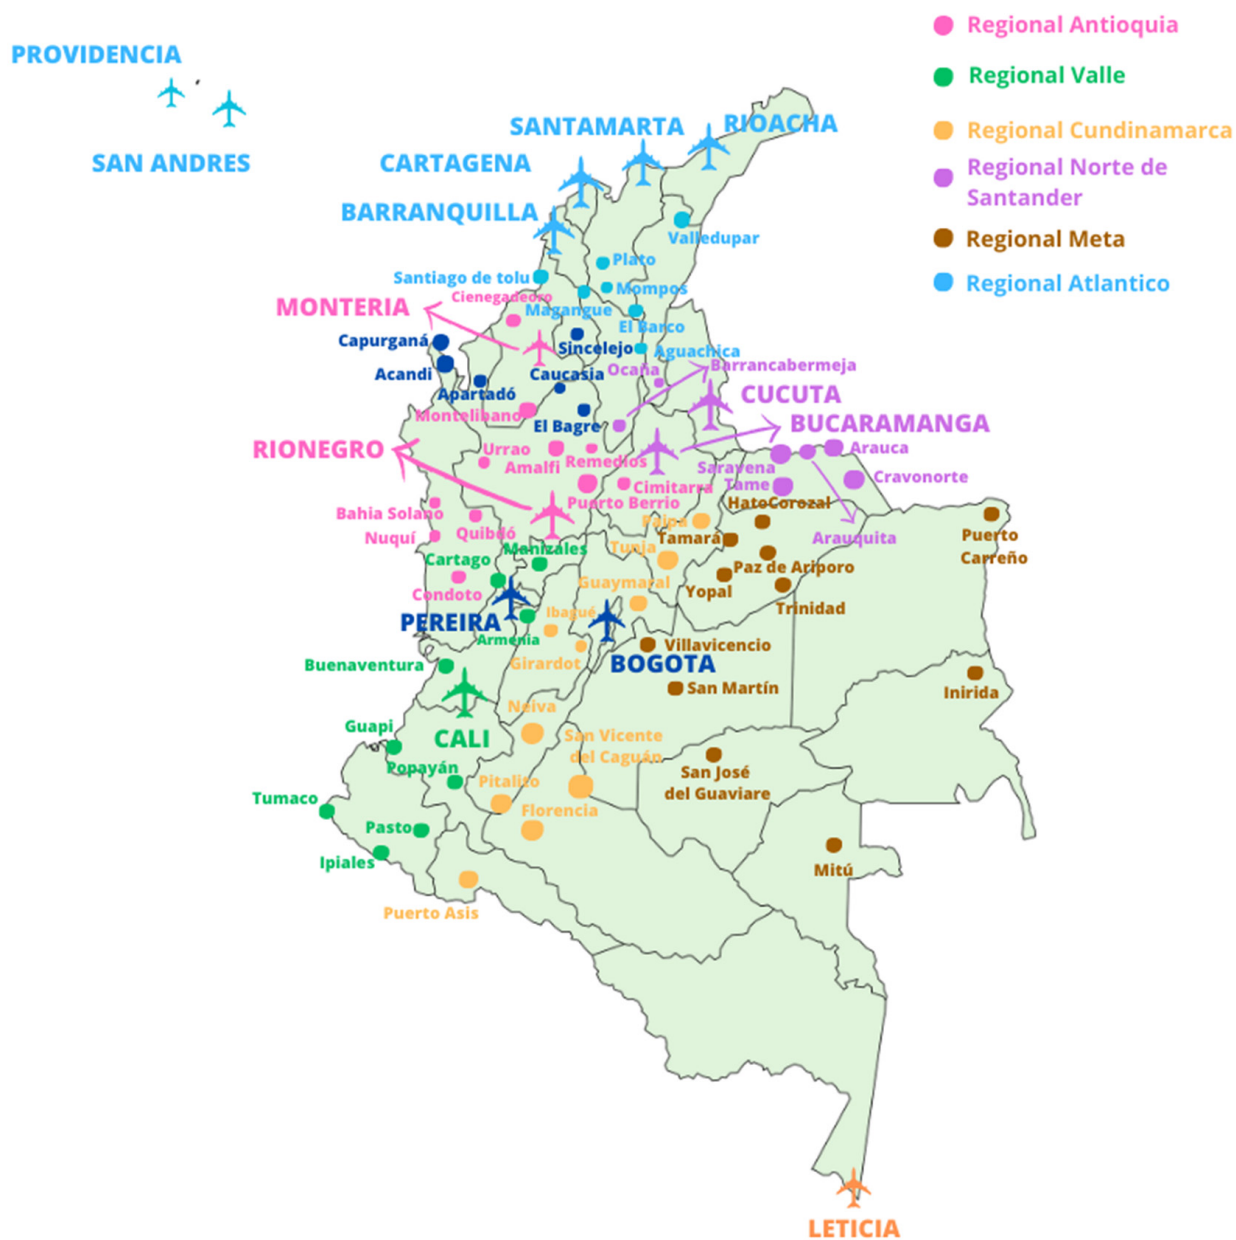 Regional Antioquia
PROVIDENCIA
Regional Valle
SANTAMARTA
RIOACHA
Regional Cundinamarca
SAN ANDRES
CARTAGENA
Regional Norte de
Santander
BARRANQUILLA
Valledupar
Regional Meta
Plato
Santiago de tolu
Mompos
Regional Atlantico
Cienegadeoro
MONTERIA
Magangue
El Barco
Capurganá
Sincelejo
Aguachica
Acandi
Caucasia
Ocaña
Barrancabermeja
Apartadó
CUCUTA
Montelibano
El Bagre
BUCARAMANGA
RIONEGRO
Urrao
Arauca
Amalfi
Remedios
Saravena
Cravonorte
Cimitarra
Tame
Puerto Berrio
HatoCorozal
Bahia Solano
Paipa
Quibdó
Nuquí
Tamará
Arauquita
Puerto
Carreño
Manizales
Tunja
Cartago
Paz de Ariporo
Guaymaral
Condoto
Yopal
Trinidad
PEREIRA
Ibagué
Armenia
Villavicencio
Buenaventura
Girardot
BOGOTA
San Martín
Inirida
Neiva
Guapi
CALI
San Vicente
del Caguán
Popayán
San José
del Guaviare
Pitalito
Tumaco
Florencia
Pasto
Ipiales
Mitú
Puerto Asis
LETICIA